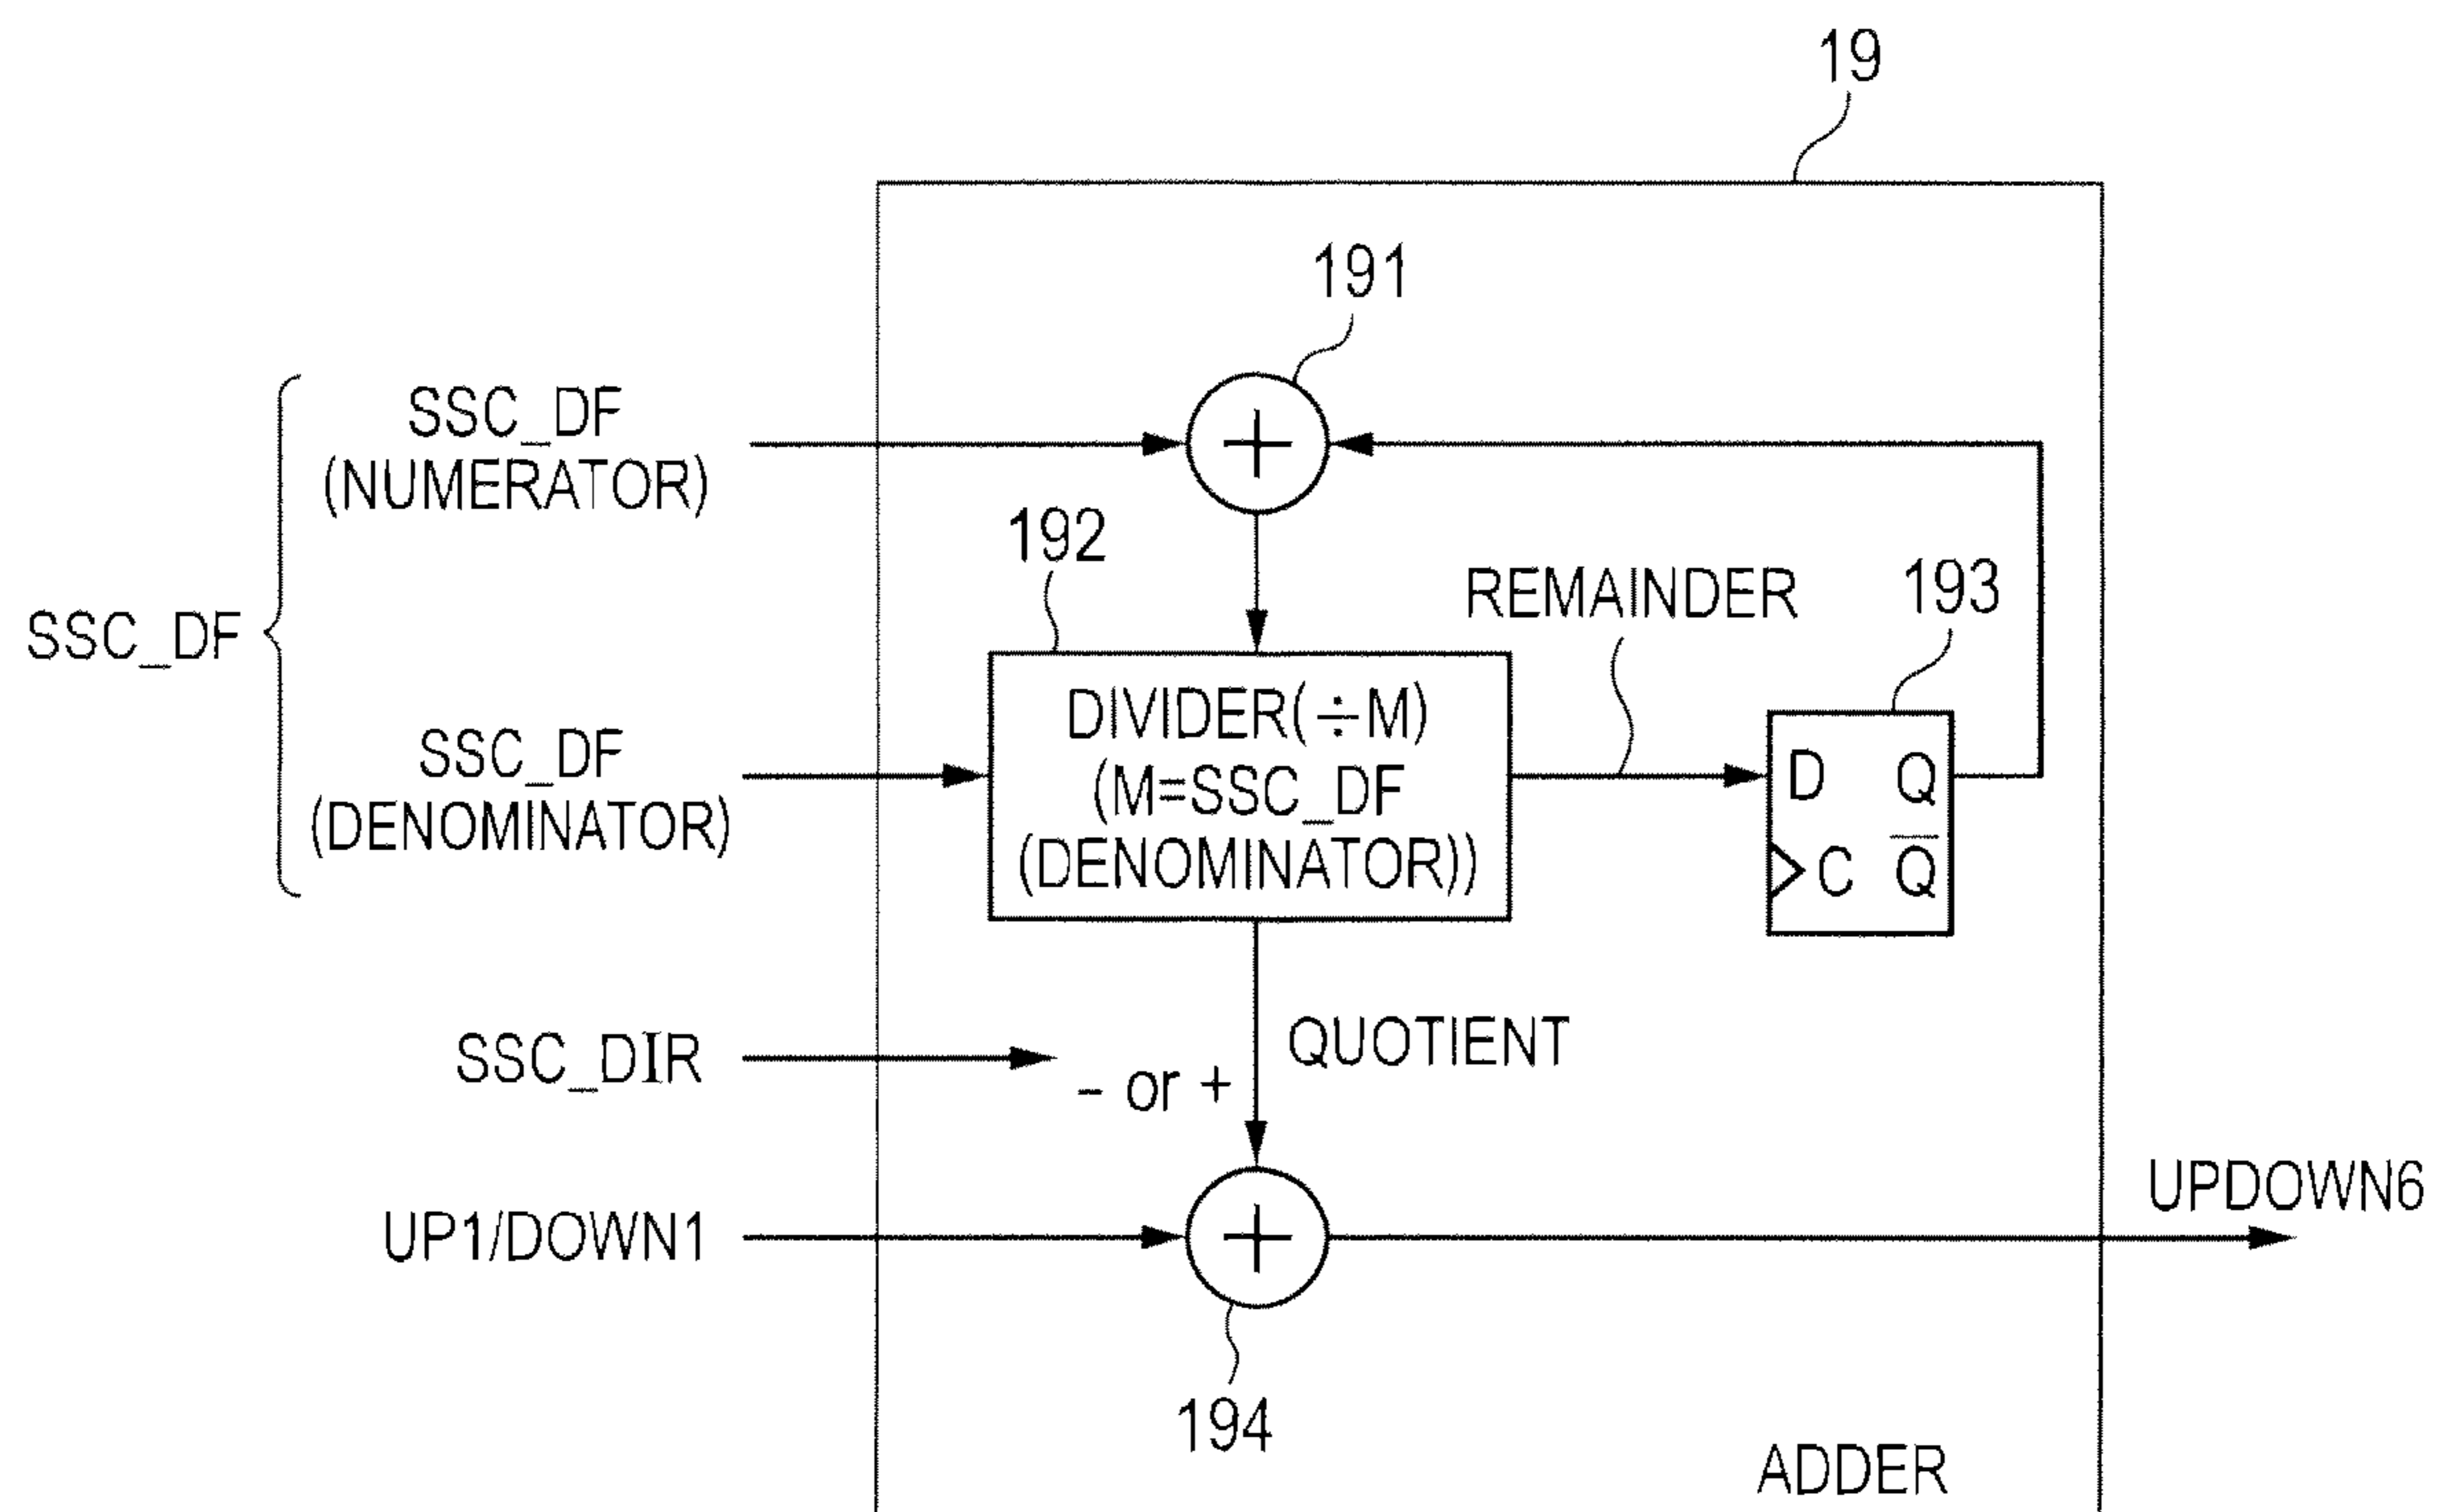 19
191
SSC_DF
(NUMERATOR)
192
REMAINDER
193
SSC_DF
DIVIDER(÷M)
(M=SSC_DF
(DENOMINATOR))
D Q
C Q̅
SSC_DF
(DENOMINATOR)
SSC_DIR
- or +
QUOTIENT
UP1/DOWN1
UPDOWN6
194
ADDER
+
+